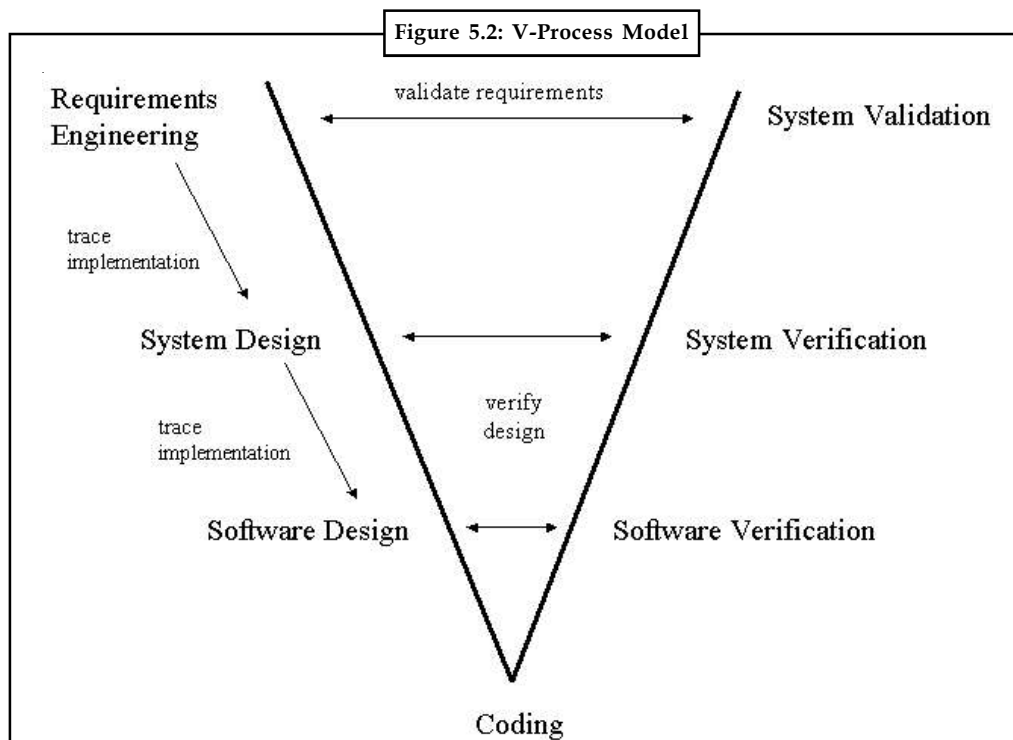 Figure 5.2: V-Process Model
Requirements
Engineering
validate requirements
System Validation
trace
implementation
System Design
System Verification
verify
design
trace
implementation
Software Design
Software Verification
Coding